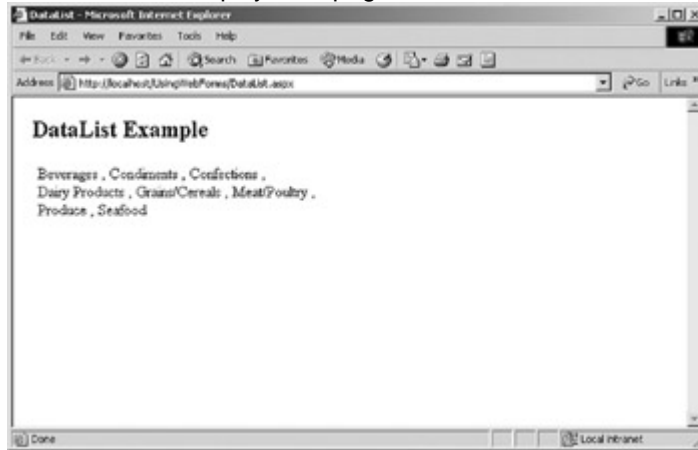 DataList - Microsoft Internet Explorer
File Edit View Favorites Tools Help
Back Search Favorites Media
Address http://localhost/UsingWebForms/DataList.aspx Go Links »
DataList Example
Beverages , Condiments , Confections ,
Dairy Products , Grains/Cereals , Meat/Poultry ,
Produce , Seafood
Done Local intranet